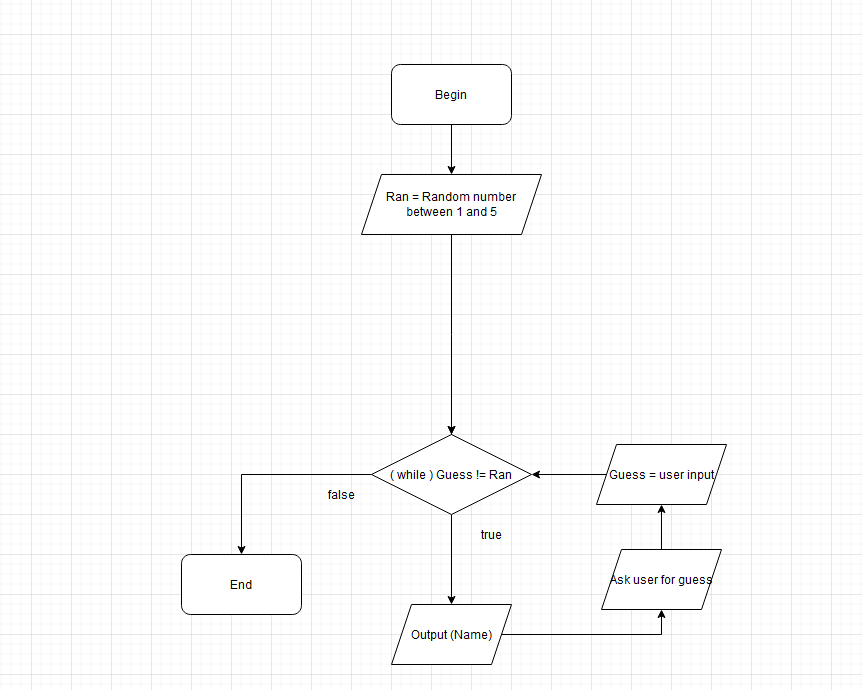 Begin
Ran = Random number
between 1 and 5
( while ) Guess != Ran
Guess = user input
false
true
Ask user for guess
End
Output (Name)